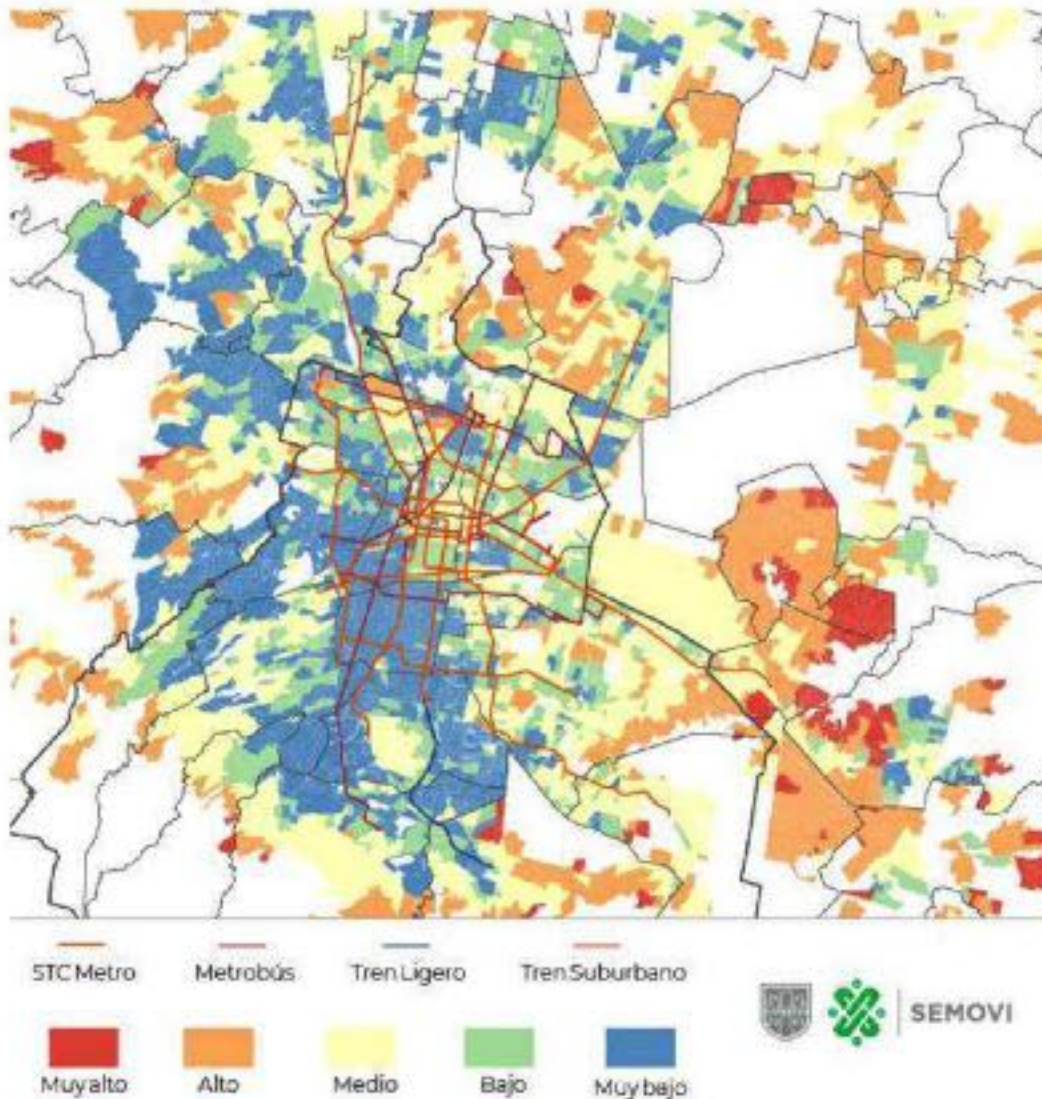 STC Metro
Metrobús
Tren Ligero
Tren Suburbano
SEMOVI
Muy alto
Alto
Medio
Bajo
Muy bajo